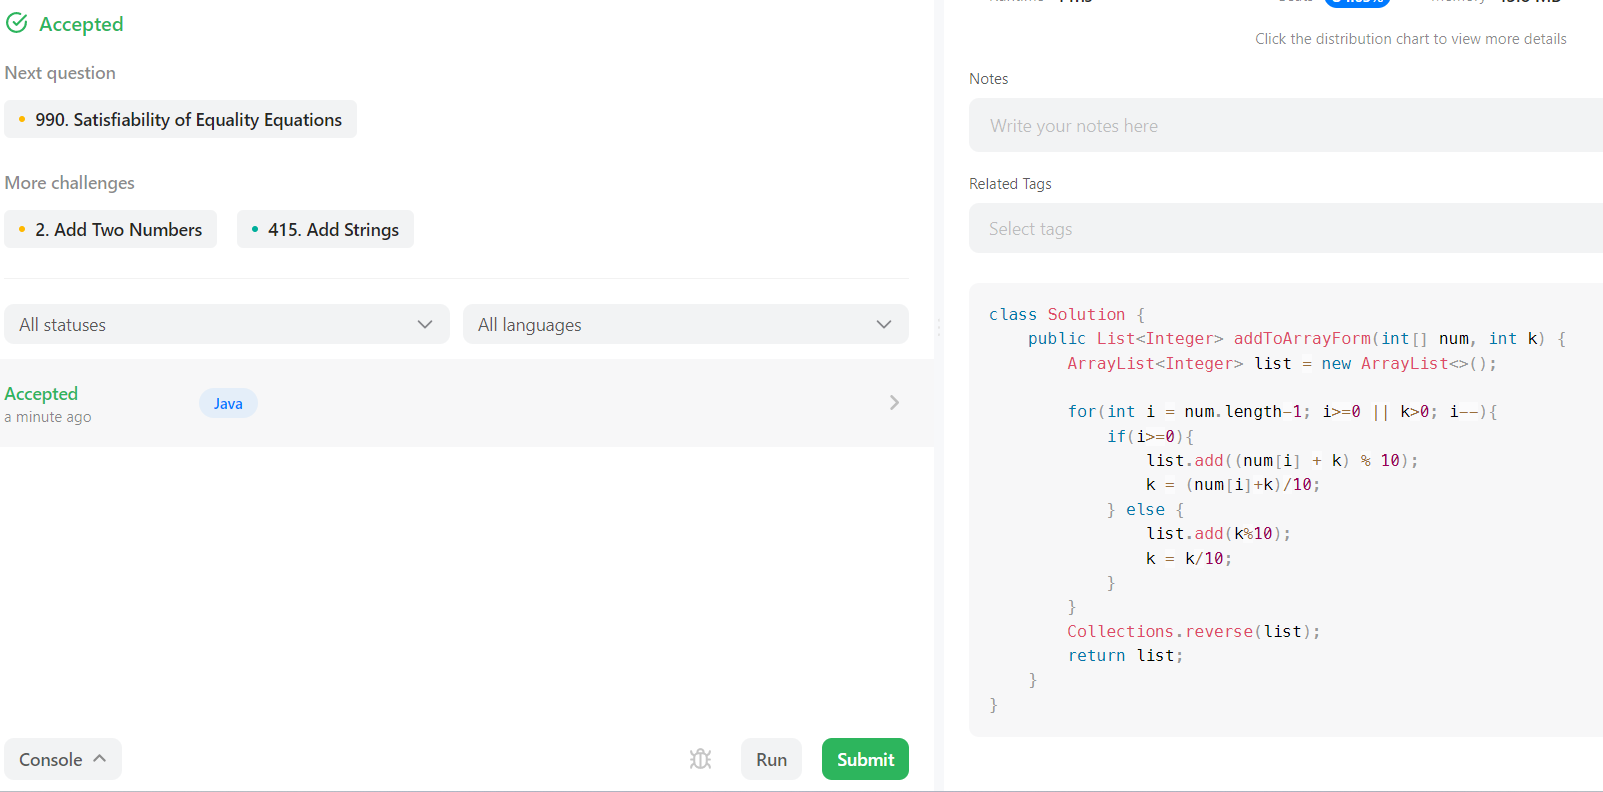 Accepted
Next question
990. Satisfiability of Equality Equations
More challenges
2. Add Two Numbers
415. Add Strings
All statuses
All languages
Accepted
a minute ago
Java
Console
Run
Submit
Click the distribution chart to view more details
Notes
Write your notes here
Related Tags
Select tags
class Solution {
    public List<Integer> addToArrayForm(int[] num, int k) {
        ArrayList<Integer> list = new ArrayList<>();
        for(int i = num.length-1; i>=0 || k>0; i--){
            if(i>=0){
                list.add((num[i] + k) % 10);
                k = (num[i]+k)/10;
            } else {
                list.add(k%10);
                k = k/10;
            }
        }
        Collections.reverse(list);
        return list;
    }
}